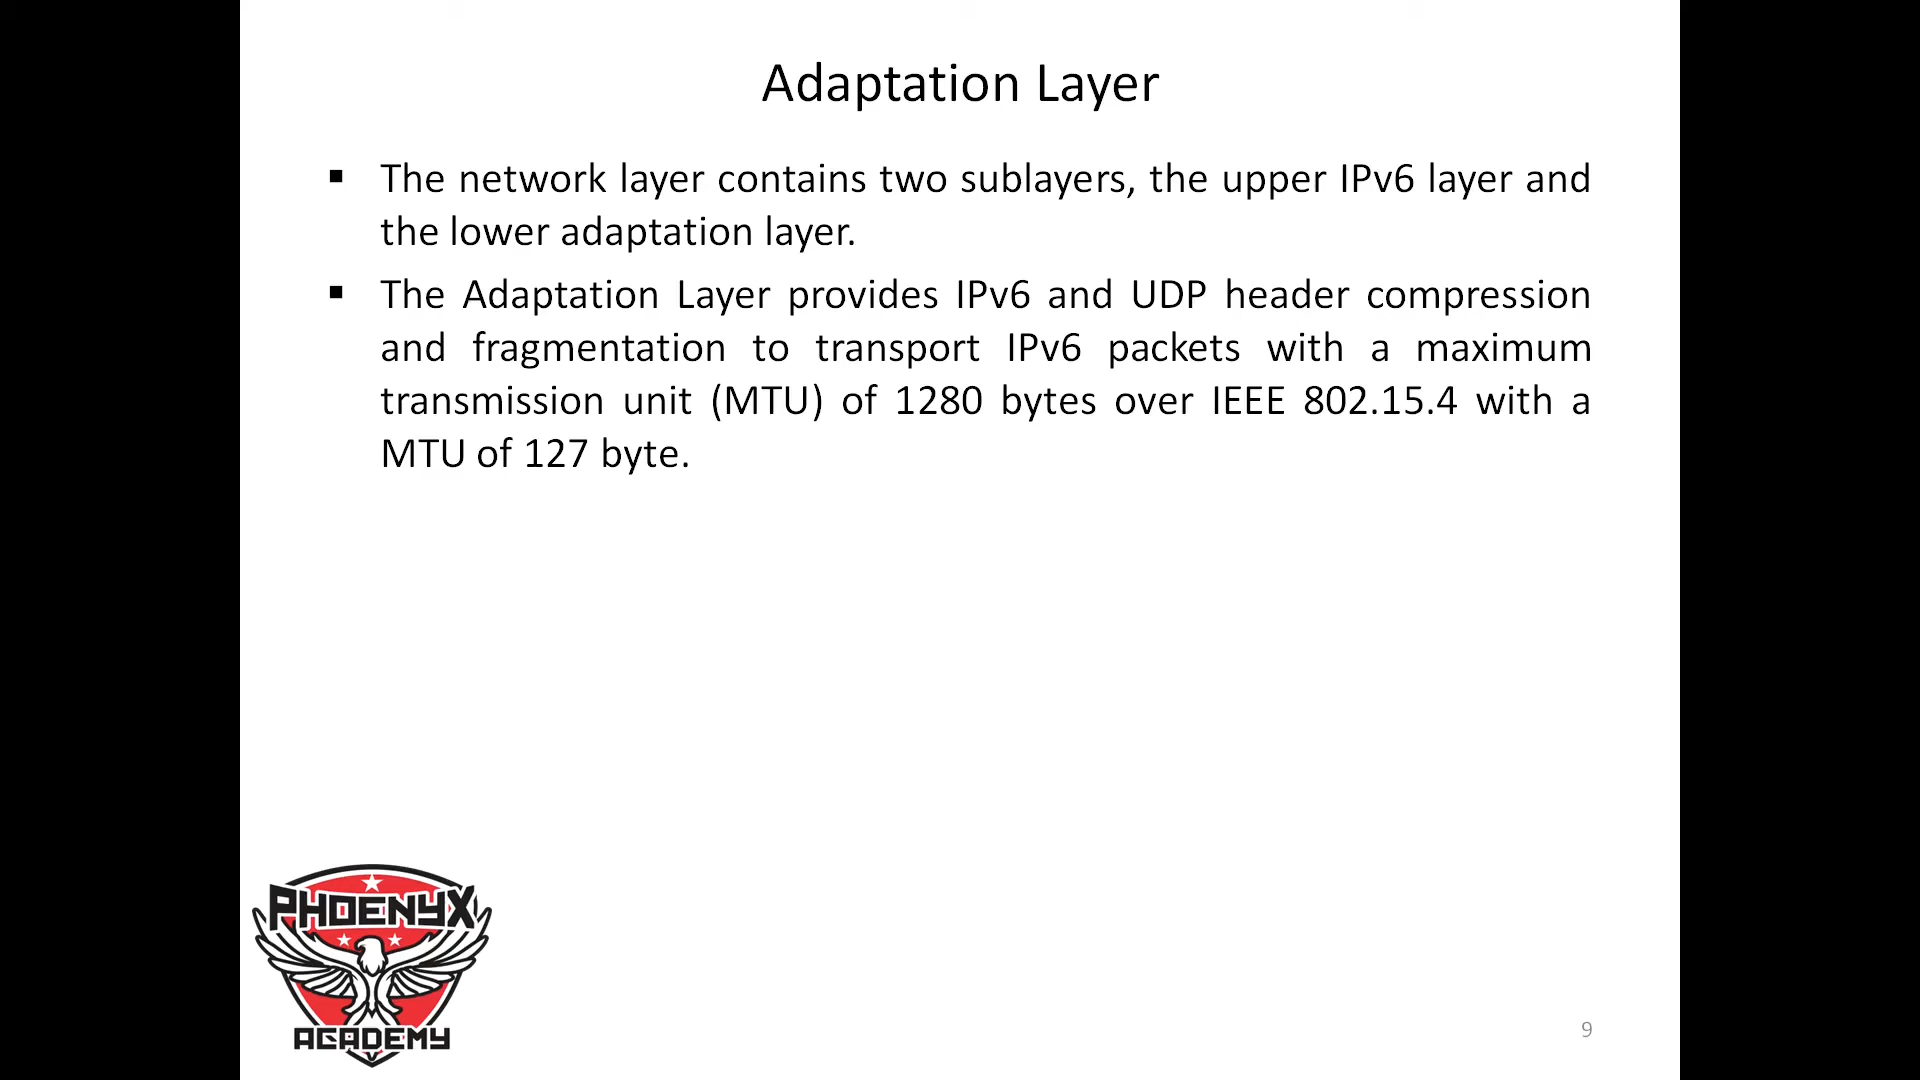 Adaptation Layer
▪ The network layer contains two sublayers, the upper IPv6 layer and
the lower adaptation layer.
▪ The Adaptation Layer provides IPv6 and UDP header compression
and fragmentation to transport IPv6 packets with a maximum
transmission unit (MTU) of 1280 bytes over IEEE 802.15.4 with a
MTU of 127 byte.
PHOENYX
ACADEMY
9